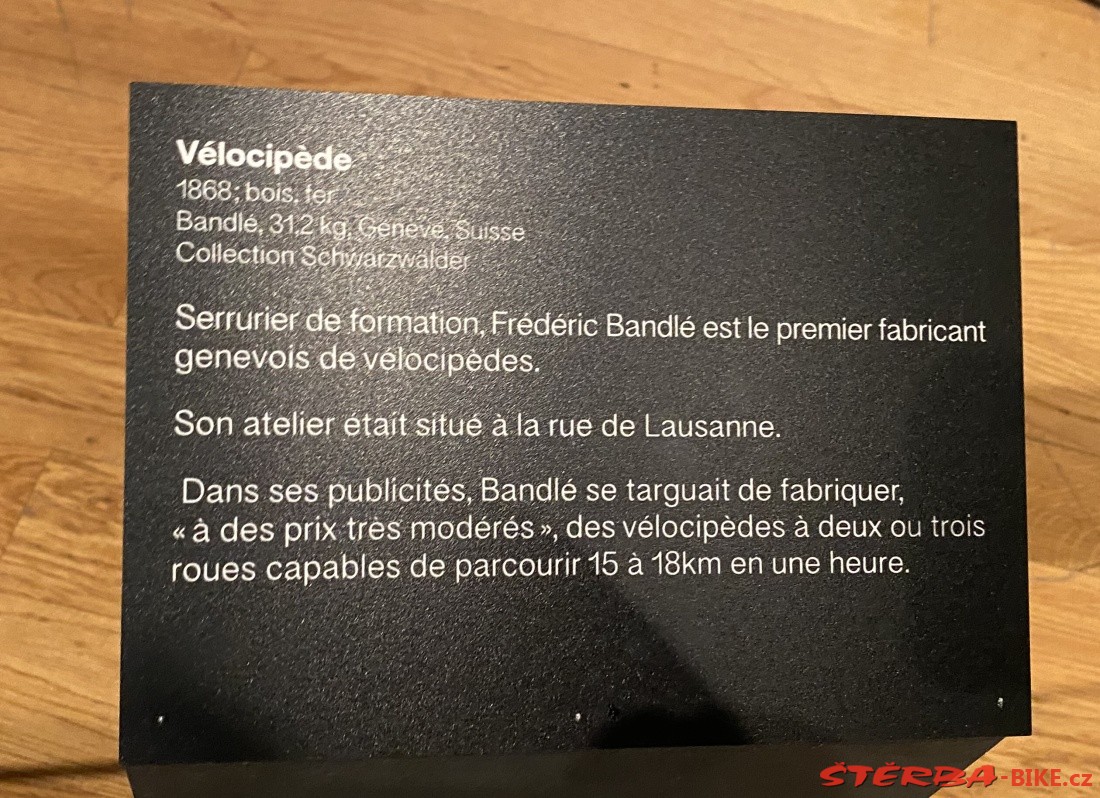 Vélocipède
1868; bois, fer
Bandlé, 31,2 kg, Genève, Suisse
Collection Schwarzwälder
Serrurier de formation, Frédéric Bandlé est le premier fabricant
genevois de vélocipèdes.
Son atelier était situé à la rue de Lausanne.
Dans ses publicités, Bandlé se targuait de fabriquer,
« à des prix très modérés », des vélocipèdes à deux ou trois
roues capables de parcourir 15 à 18km en une heure.
ŠTĚRBA-BIKE.cz